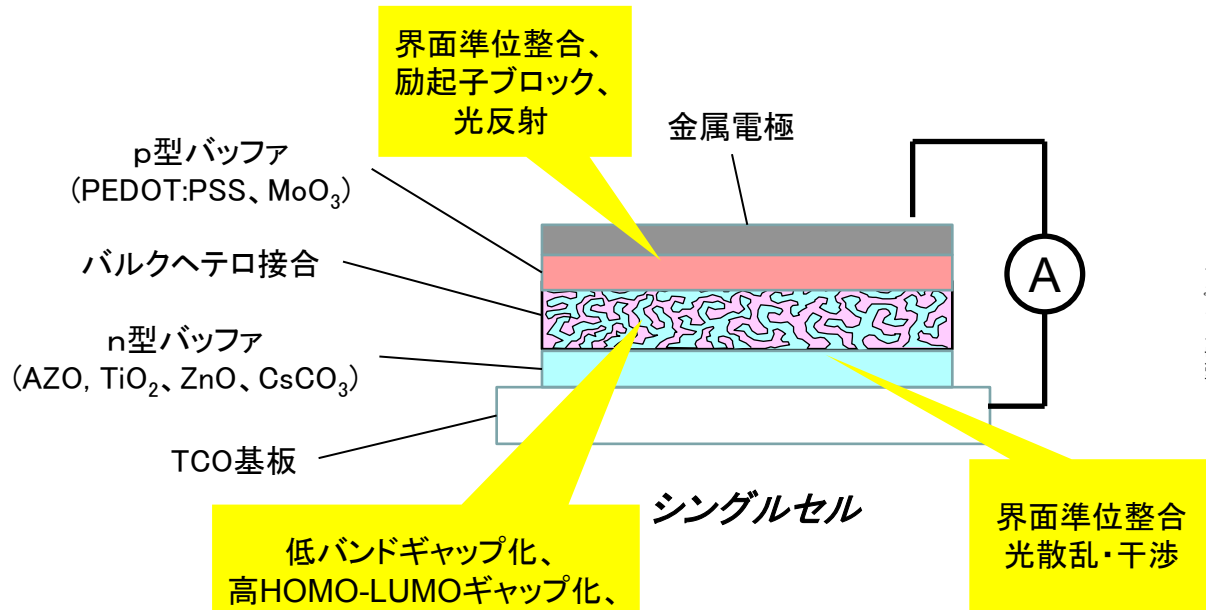 界面準位整合、
励起子ブロック、
光反射
金属電極
p型バッファ
(PEDOT:PSS、MoO3)
バルクヘテロ接合
n型バッファ
(AZO, TiO2、ZnO、CsCO3)
TCO基板
A
シングルセル
界面準位整合
光散乱・干渉
低バンドギャップ化、
高HOMO-LUMOギャップ化、